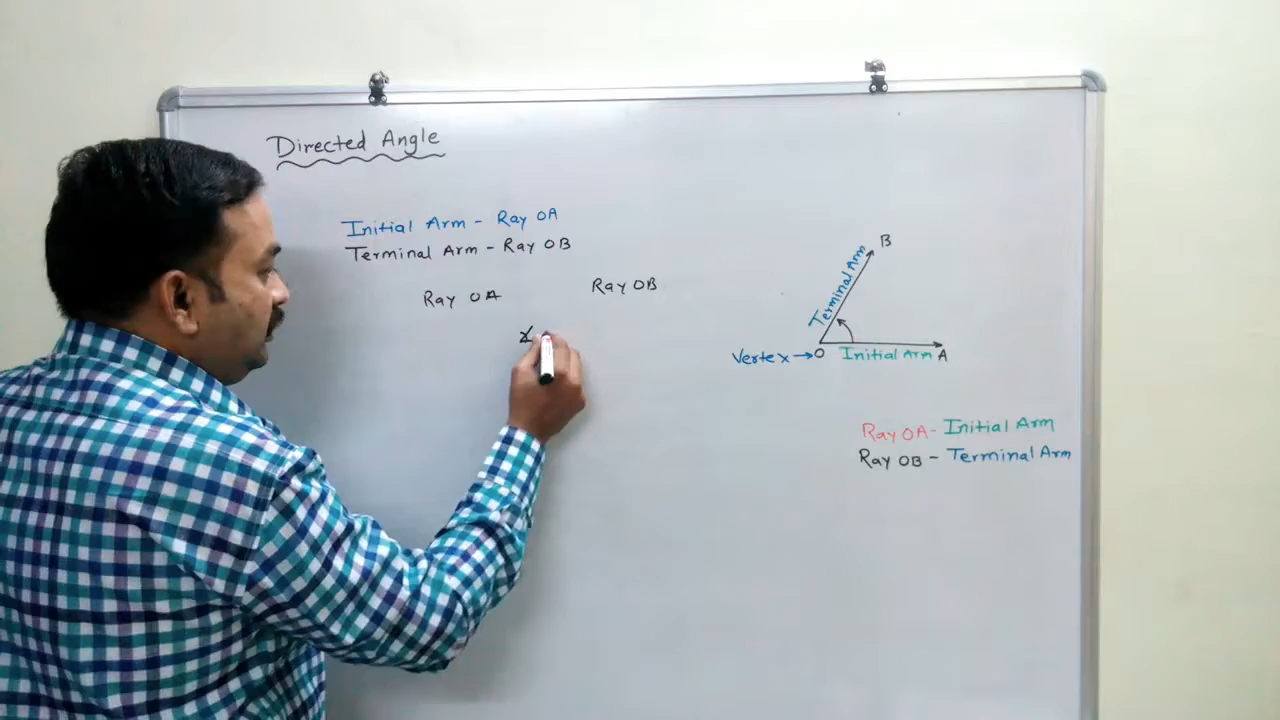 Directed Angle
Initial Arm - Ray OA
Terminal Arm - Ray OB
Ray OA Ray OB
∠
B
Terminal Arm
Vertex → O Initial Arm A
Ray OA - Initial Arm
Ray OB - Terminal Arm